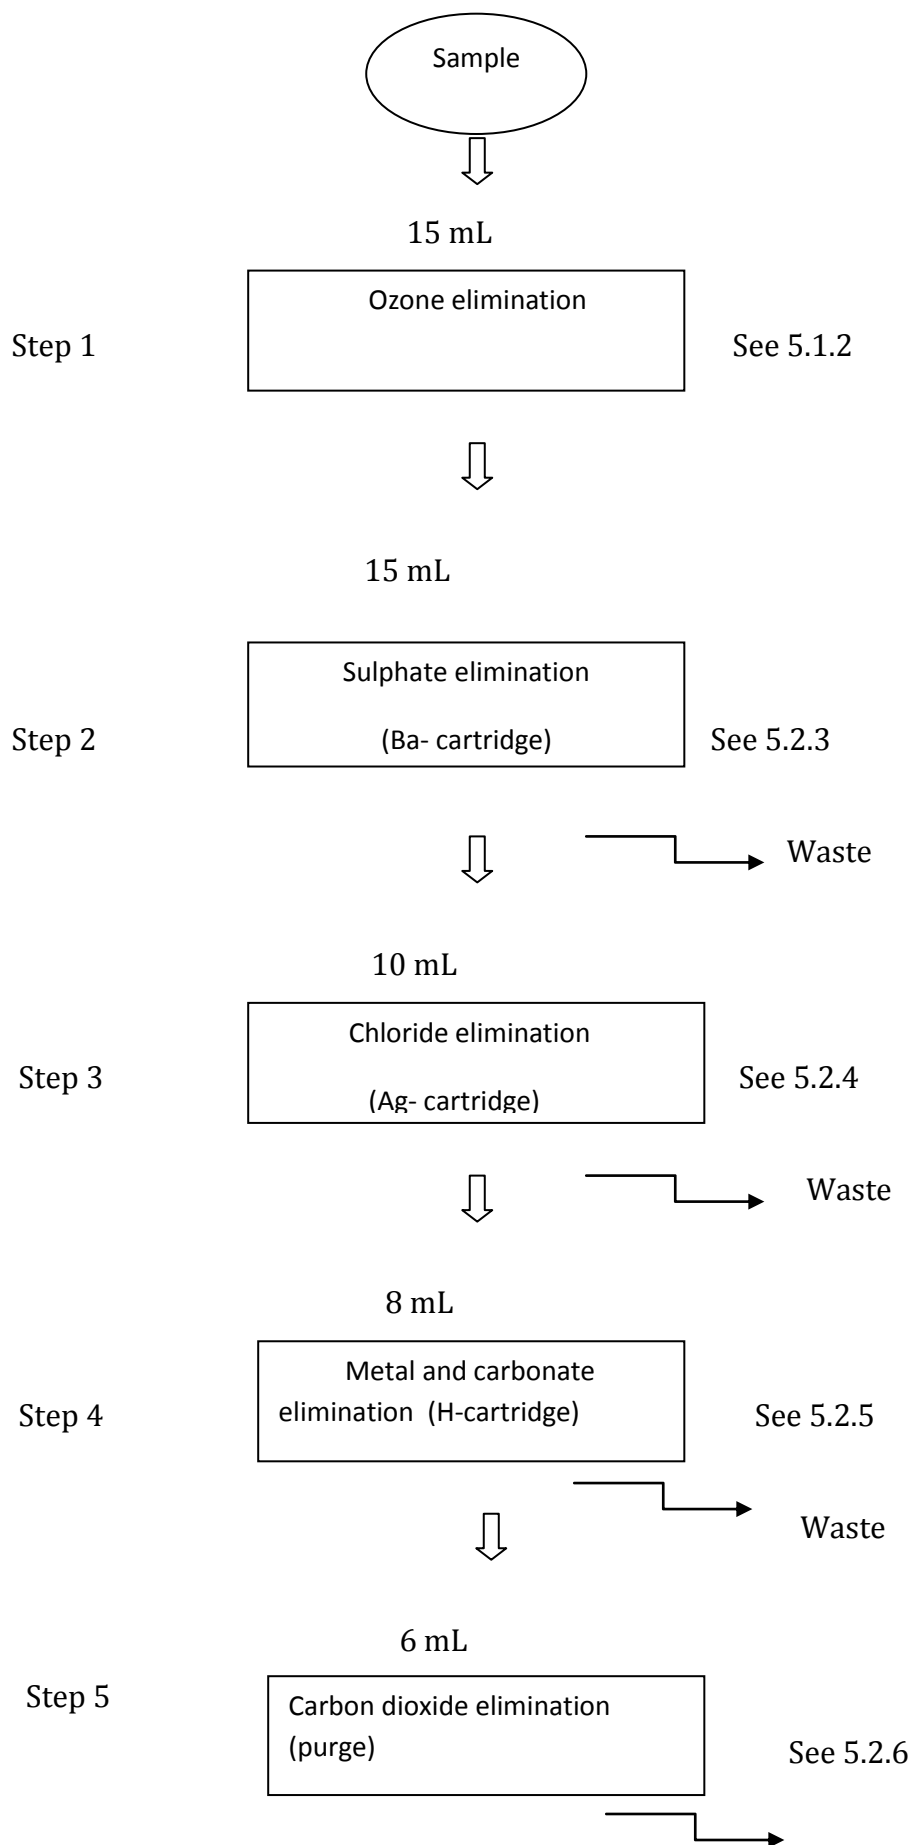 Sample
15 mL
Ozone elimination
Step 1
See 5.1.2
15 mL
Sulphate elimination
(Ba- cartridge)
Step 2
See 5.2.3
Waste
10 mL
Chloride elimination
(Ag- cartridge)
Step 3
See 5.2.4
Waste
8 mL
Metal and carbonate
elimination (H-cartridge)
Step 4
See 5.2.5
Waste
6 mL
Step 5
Carbon dioxide elimination
(purge)
See 5.2.6